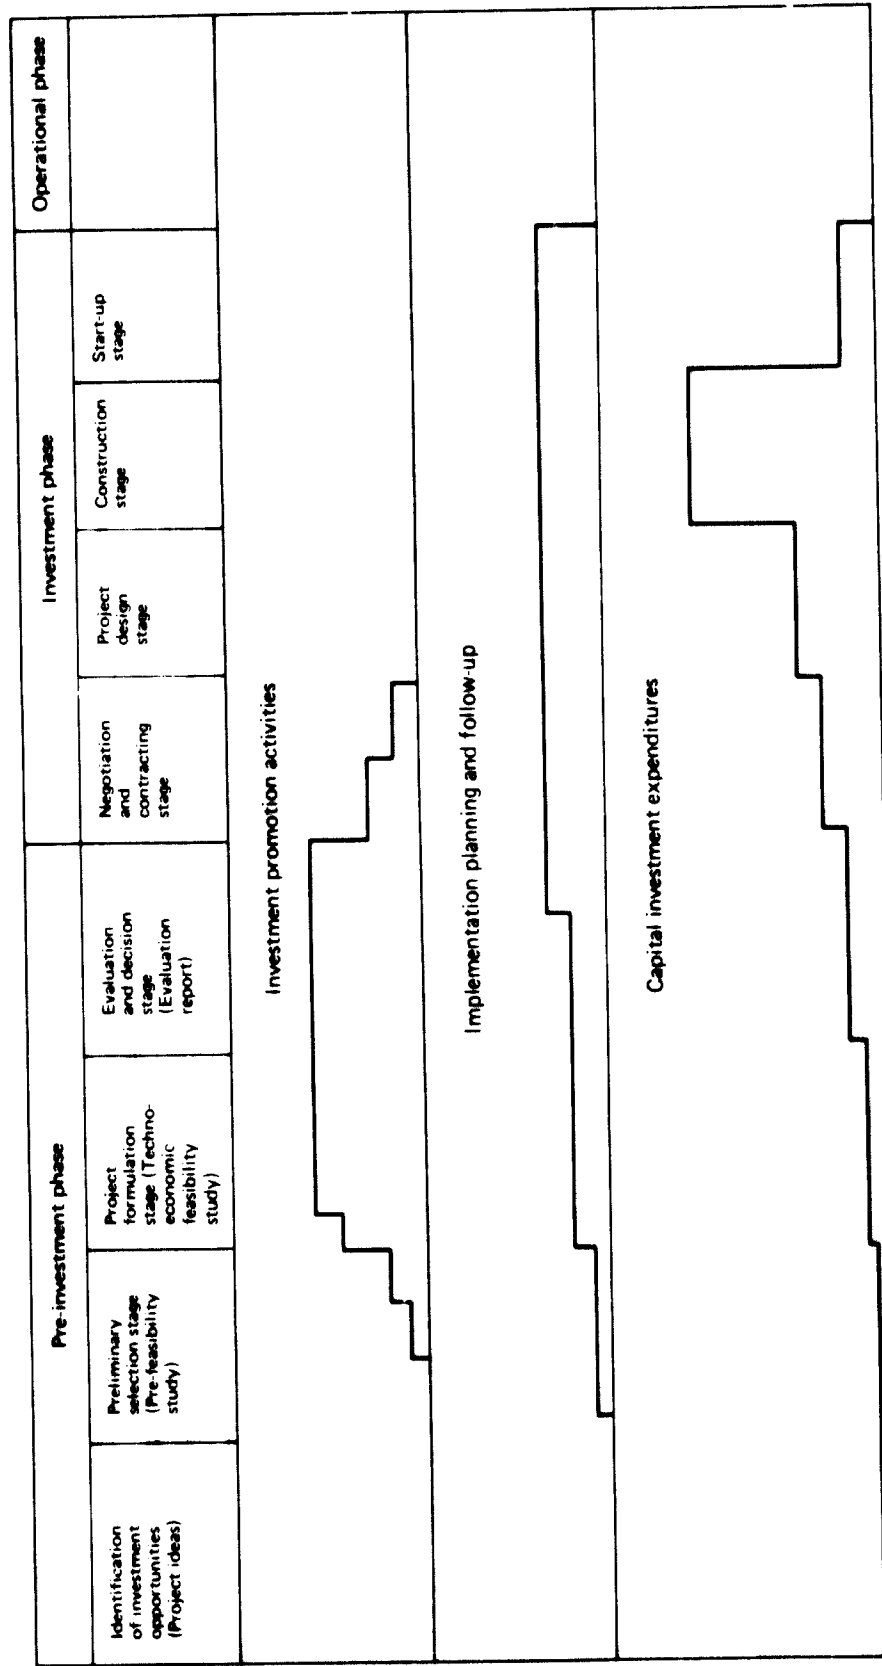 Pre-investment phase
Investment phase
Operational phase
Identification
of investment
opportunities
(Project ideas)
Preliminary
selection stage
(Pre-feasibility
study)
Project
formulation
stage (Techno-
economic
feasibility
study)
Evaluation
and decision
stage
(Evaluation
report)
Negotiation
and
contracting
stage
Project
design
stage
Construction
stage
Start-up
stage
Investment promotion activities
Implementation planning and follow-up
Capital investment expenditures